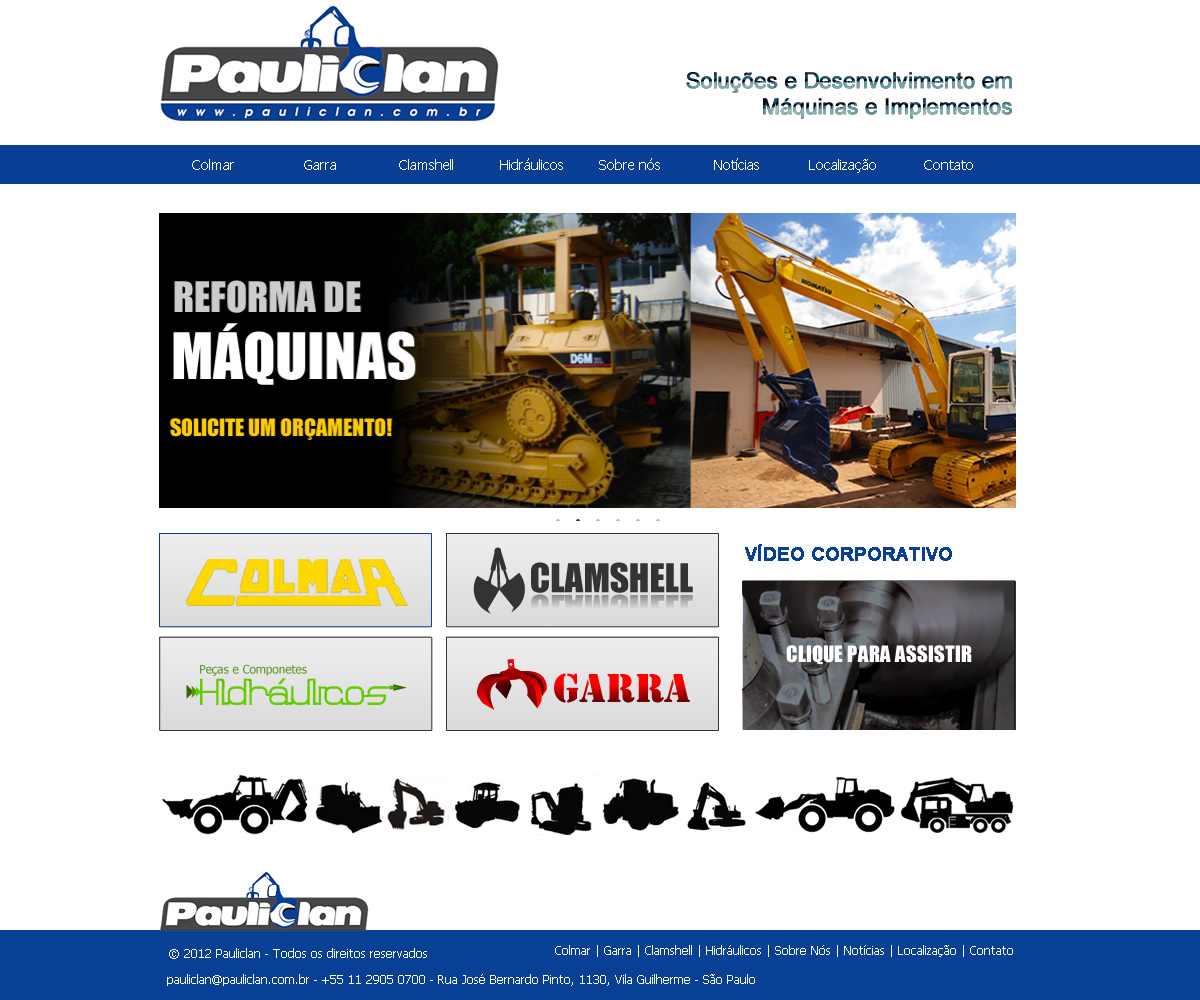 Pauliclan
www.pauliclan.com.br
Soluções e Desenvolvimento em
Máquinas e Implementos
Colmar Garra Clamshell Hidráulicos Sobre nós Notícias Localização Contato
REFORMA DE
MÁQUINAS
SOLICITE UM ORÇAMENTO!
CAT
D6M
KOMATSU
COLMAR
CLAMSHELL
VÍDEO CORPORATIVO
CLIQUE PARA ASSISTIR
Peças e Componetes
Hidráulicos
GARRA
Pauliclan
© 2012 Pauliclan - Todos os direitos reservados
Colmar | Garra | Clamshell | Hidráulicos | Sobre Nós | Notícias | Localização | Contato
pauliclan@pauliclan.com.br - +55 11 2905 0700 - Rua José Bernardo Pinto, 1130, Vila Guilherme - São Paulo